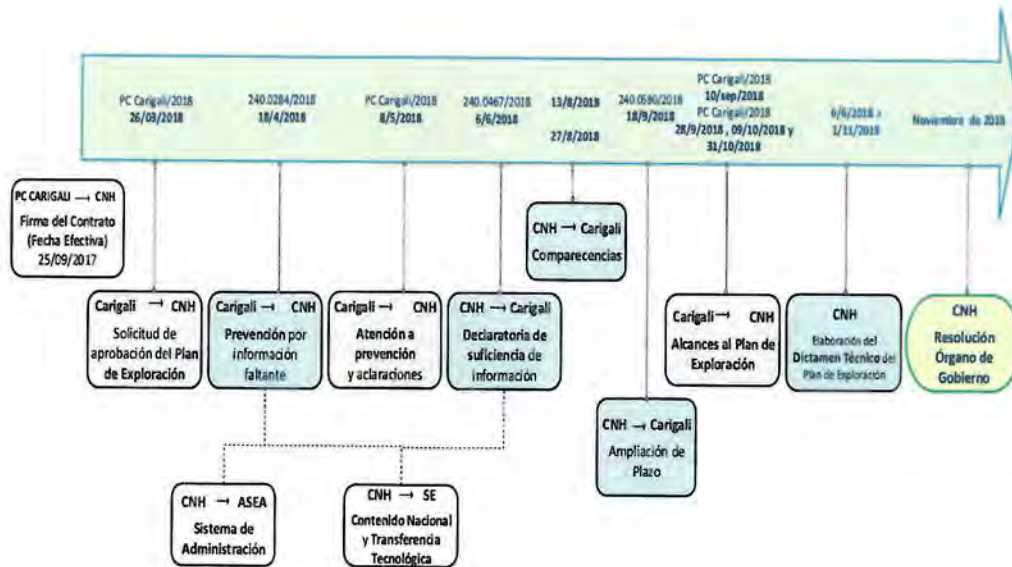 PC Carigali/2018
26/03/2018
240.0284/2018
18/4/2018
PC Carigali/2018
8/5/2018
240.0467/2018
6/6/2018
13/8/2018
27/8/2018
240.0690/2018
18/9/2018
PC Carigali/2018
10/sep/2018
PC Carigali/2018
28/9/2018 , 09/10/2018 y
31/10/2018
6/6/2018 a
1/11/2018
Noviembre de 2018
PC CARIGALI → CNH
Firma del Contrato
(Fecha Efectiva)
25/09/2017
Carigali → CNH
Solicitud de
aprobación del Plan
de Exploración
Carigali → CNH
Prevención por
información
faltante
Carigali → CNH
Atención a
prevención
y aclaraciones
CNH → Carigali
Declaratoria de
suficiencia de
información
CNH → Carigali
Comparecencias
CNH → Carigali
Ampliación de
Plazo
Carigali → CNH
Alcances al Plan de
Exploración
CNH
Elaboración del
Dictamen Técnico del
Plan de Exploración
CNH
Resolución
Órgano de
Gobierno
CNH → ASEA
Sistema de
Administración
CNH → SE
Contenido Nacional
y Transferencia
Tecnológica